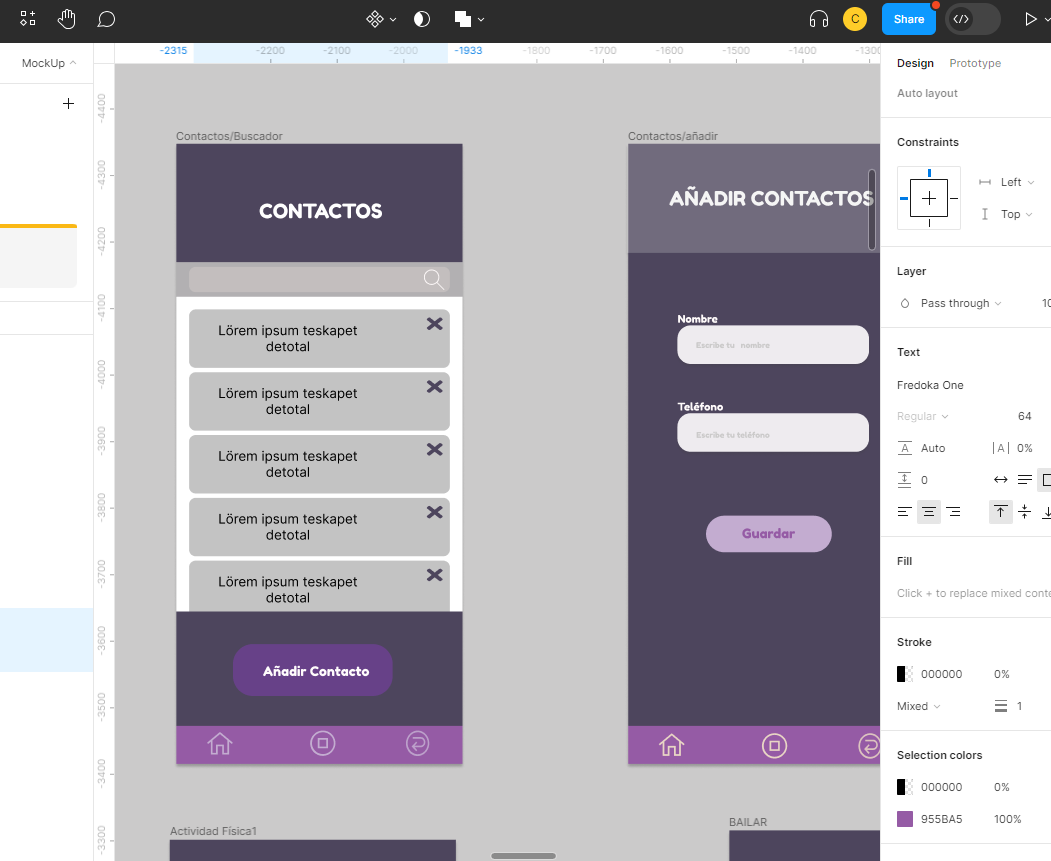 C
Share
</>
MockUp
-2315
-2200
-2100
-2000
-1933
-1800
-1700
-1600
-1500
-1400
-1300
Design
Prototype
Auto layout
-4400
-4300
-4200
-4100
-4000
-3900
-3800
-3700
-3600
-3500
-3400
-3300
Contactos/Buscador
CONTACTOS
Lörem ipsum teskapet
detotal
Lörem ipsum teskapet
detotal
Lörem ipsum teskapet
detotal
Lörem ipsum teskapet
detotal
Lörem ipsum teskapet
detotal
Añadir Contacto
Contactos/añadir
AÑADIR CONTACTOS
Nombre
Escribe tu nombre
Teléfono
Escribe tu teléfono
Guardar
Actividad Física1
BAILAR
Constraints
Left
Top
Layer
Pass through
10
Text
Fredoka One
Regular
64
A
Auto
|A|
0%
0
Fill
Click + to replace mixed conte
Stroke
000000
0%
Mixed
1
Selection colors
000000
0%
955BA5
100%